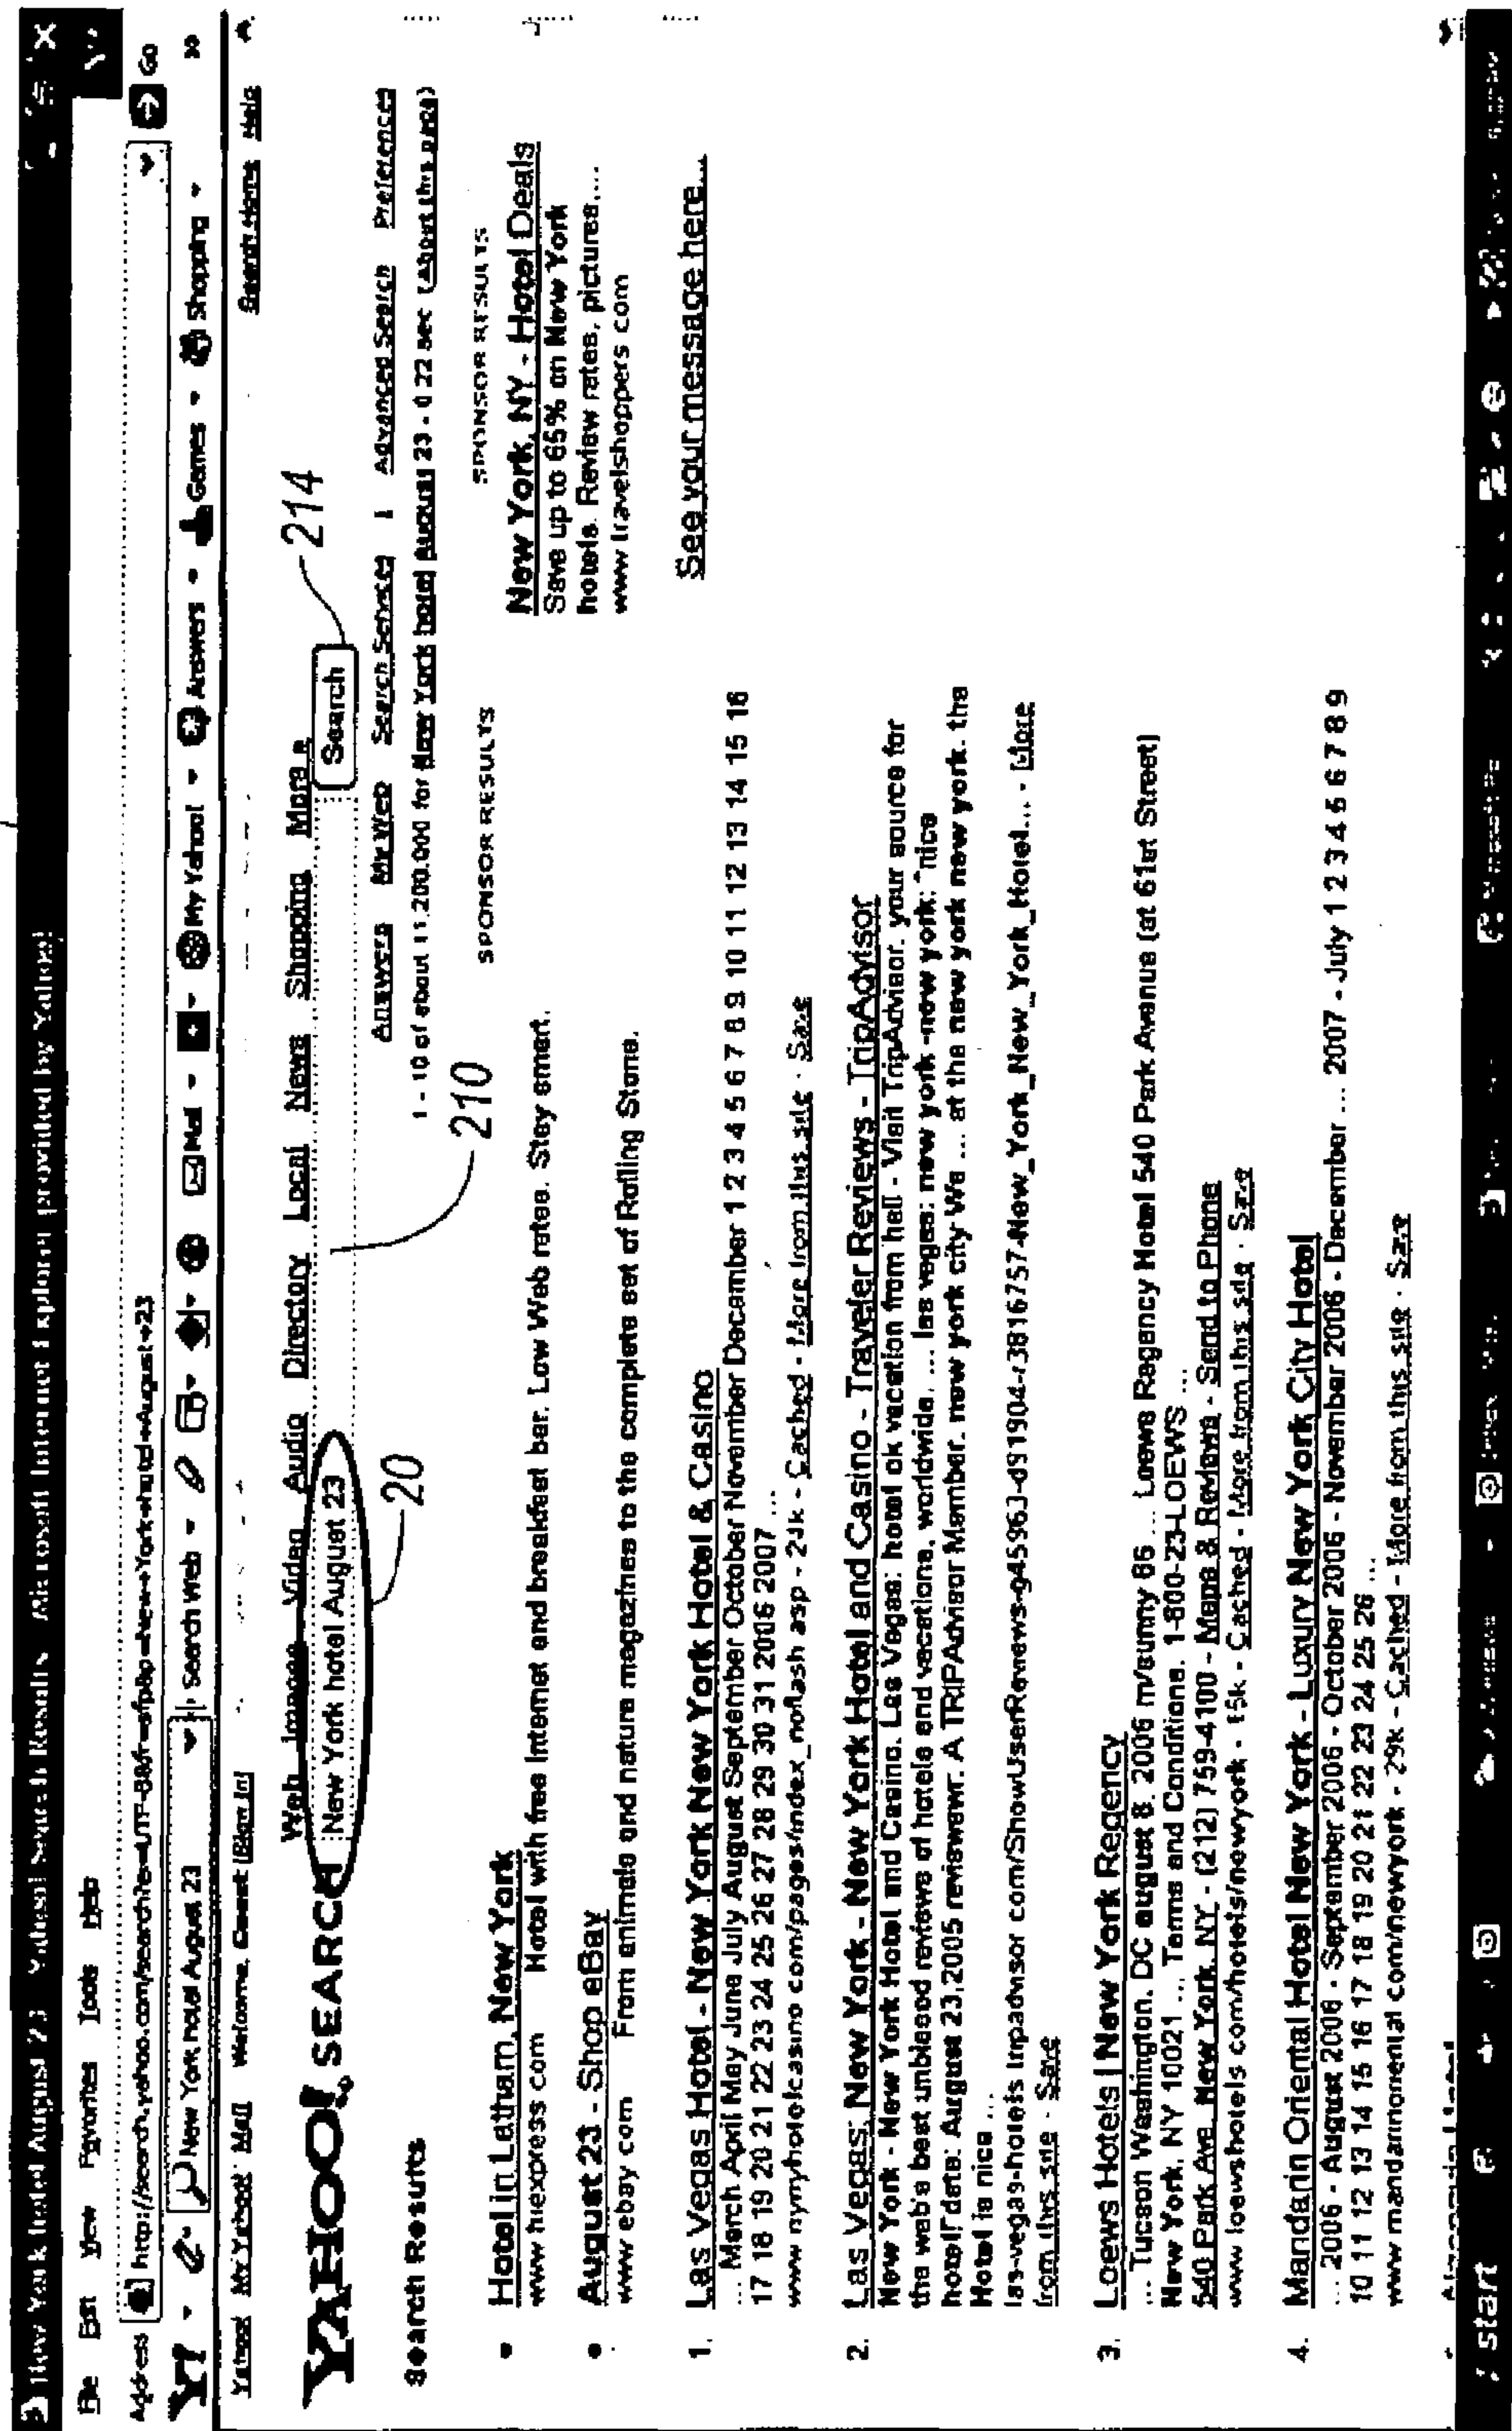 New York hotel August 23 Yahoo! Search Results Microsoft Internet Explorer provided by Yahoo!
File Edit View Favorites Tools Help
Address http://search.yahoo.com/search?ei=UTF-8&fr=sfp&p=New+York+hotel+August+23 Go
Y! New York hotel August 23 Search Web Mail My Yahoo! Answers Games Shopping »
Yahoo! My Yahoo! Mail Welcome, Guest [Sign In] Search Home Help
Web Images Video Audio Directory Local News Shopping More
YAHOO! SEARCH New York hotel August 23 Search 214
20 210
Answers My Web Search Services | Advanced Search Preferences
Search Results 1 - 10 of about 11,200,000 for New York hotel August 23 - 0.22 sec (About this page)
SPONSOR RESULTS
SPONSOR RESULTS
• Hotel in Latham, New York
www hiexpress com Hotel with free Internet and breakfast bar. Low Web rates. Stay smart.
• August 23 - Shop eBay
www ebay com From animals and nature magazines to the complete set of Rolling Stone.
New York, NY - Hotel Deals
Save up to 65% on New York
hotels. Review rates, pictures,...
www travelshoppers com
See your message here...
1. Las Vegas Hotel - New York New York Hotel & Casino
... March April May June July August September October November December 1 2 3 4 5 6 7 8 9 10 11 12 13 14 15 16
17 18 19 20 21 22 23 24 25 26 27 28 29 30 31 2006 2007 ...
www nynyhotelcasino com/pages/index_noflash asp - 24k - Cached - More from this site - Save
2. Las Vegas: New York - New York Hotel and Casino - Traveler Reviews - TripAdvisor
New York - New York Hotel and Casino, Las Vegas: hotel ok vacation from hell - Visit TripAdvisor, your source for
the web's best unbiased reviews of hotels and vacations, worldwide. ... las vegas: new york -new york: "nice
hotel" date: August 23,2005 reviewer: A TRIPAdvisor Member, new york city We ... at the new york new york. the
Hotel is nice ...
las-vegas-hotels tripadvisor com/ShowUserReviews-g45963-d91904-r3816757-New_York_New_York_Hotel... - More
from this site - Save
3. Loews Hotels | New York Regency
... Tucson Washington, DC august 8, 2006 m/sunny 86 ... Loews Regency Hotel 540 Park Avenue (at 61st Street)
New York, NY 10021 ... Terms and Conditions. 1-800-23-LOEWS ...
540 Park Ave, New York, NY - (212) 759-4100 - Maps & Reviews - Send to Phone
www loewshotels com/hotels/newyork - 15k - Cached - More from this site - Save
4. Mandarin Oriental Hotel New York - Luxury New York City Hotel
... 2006 - August 2006 - September 2006 - October 2006 - November 2006 - December ... 2007 - July 1 2 3 4 5 6 7 8 9
10 11 12 13 14 15 16 17 18 19 20 21 22 23 24 25 26 ...
www mandarinoriental com/newyork - 29k - Cached - More from this site - Save
start